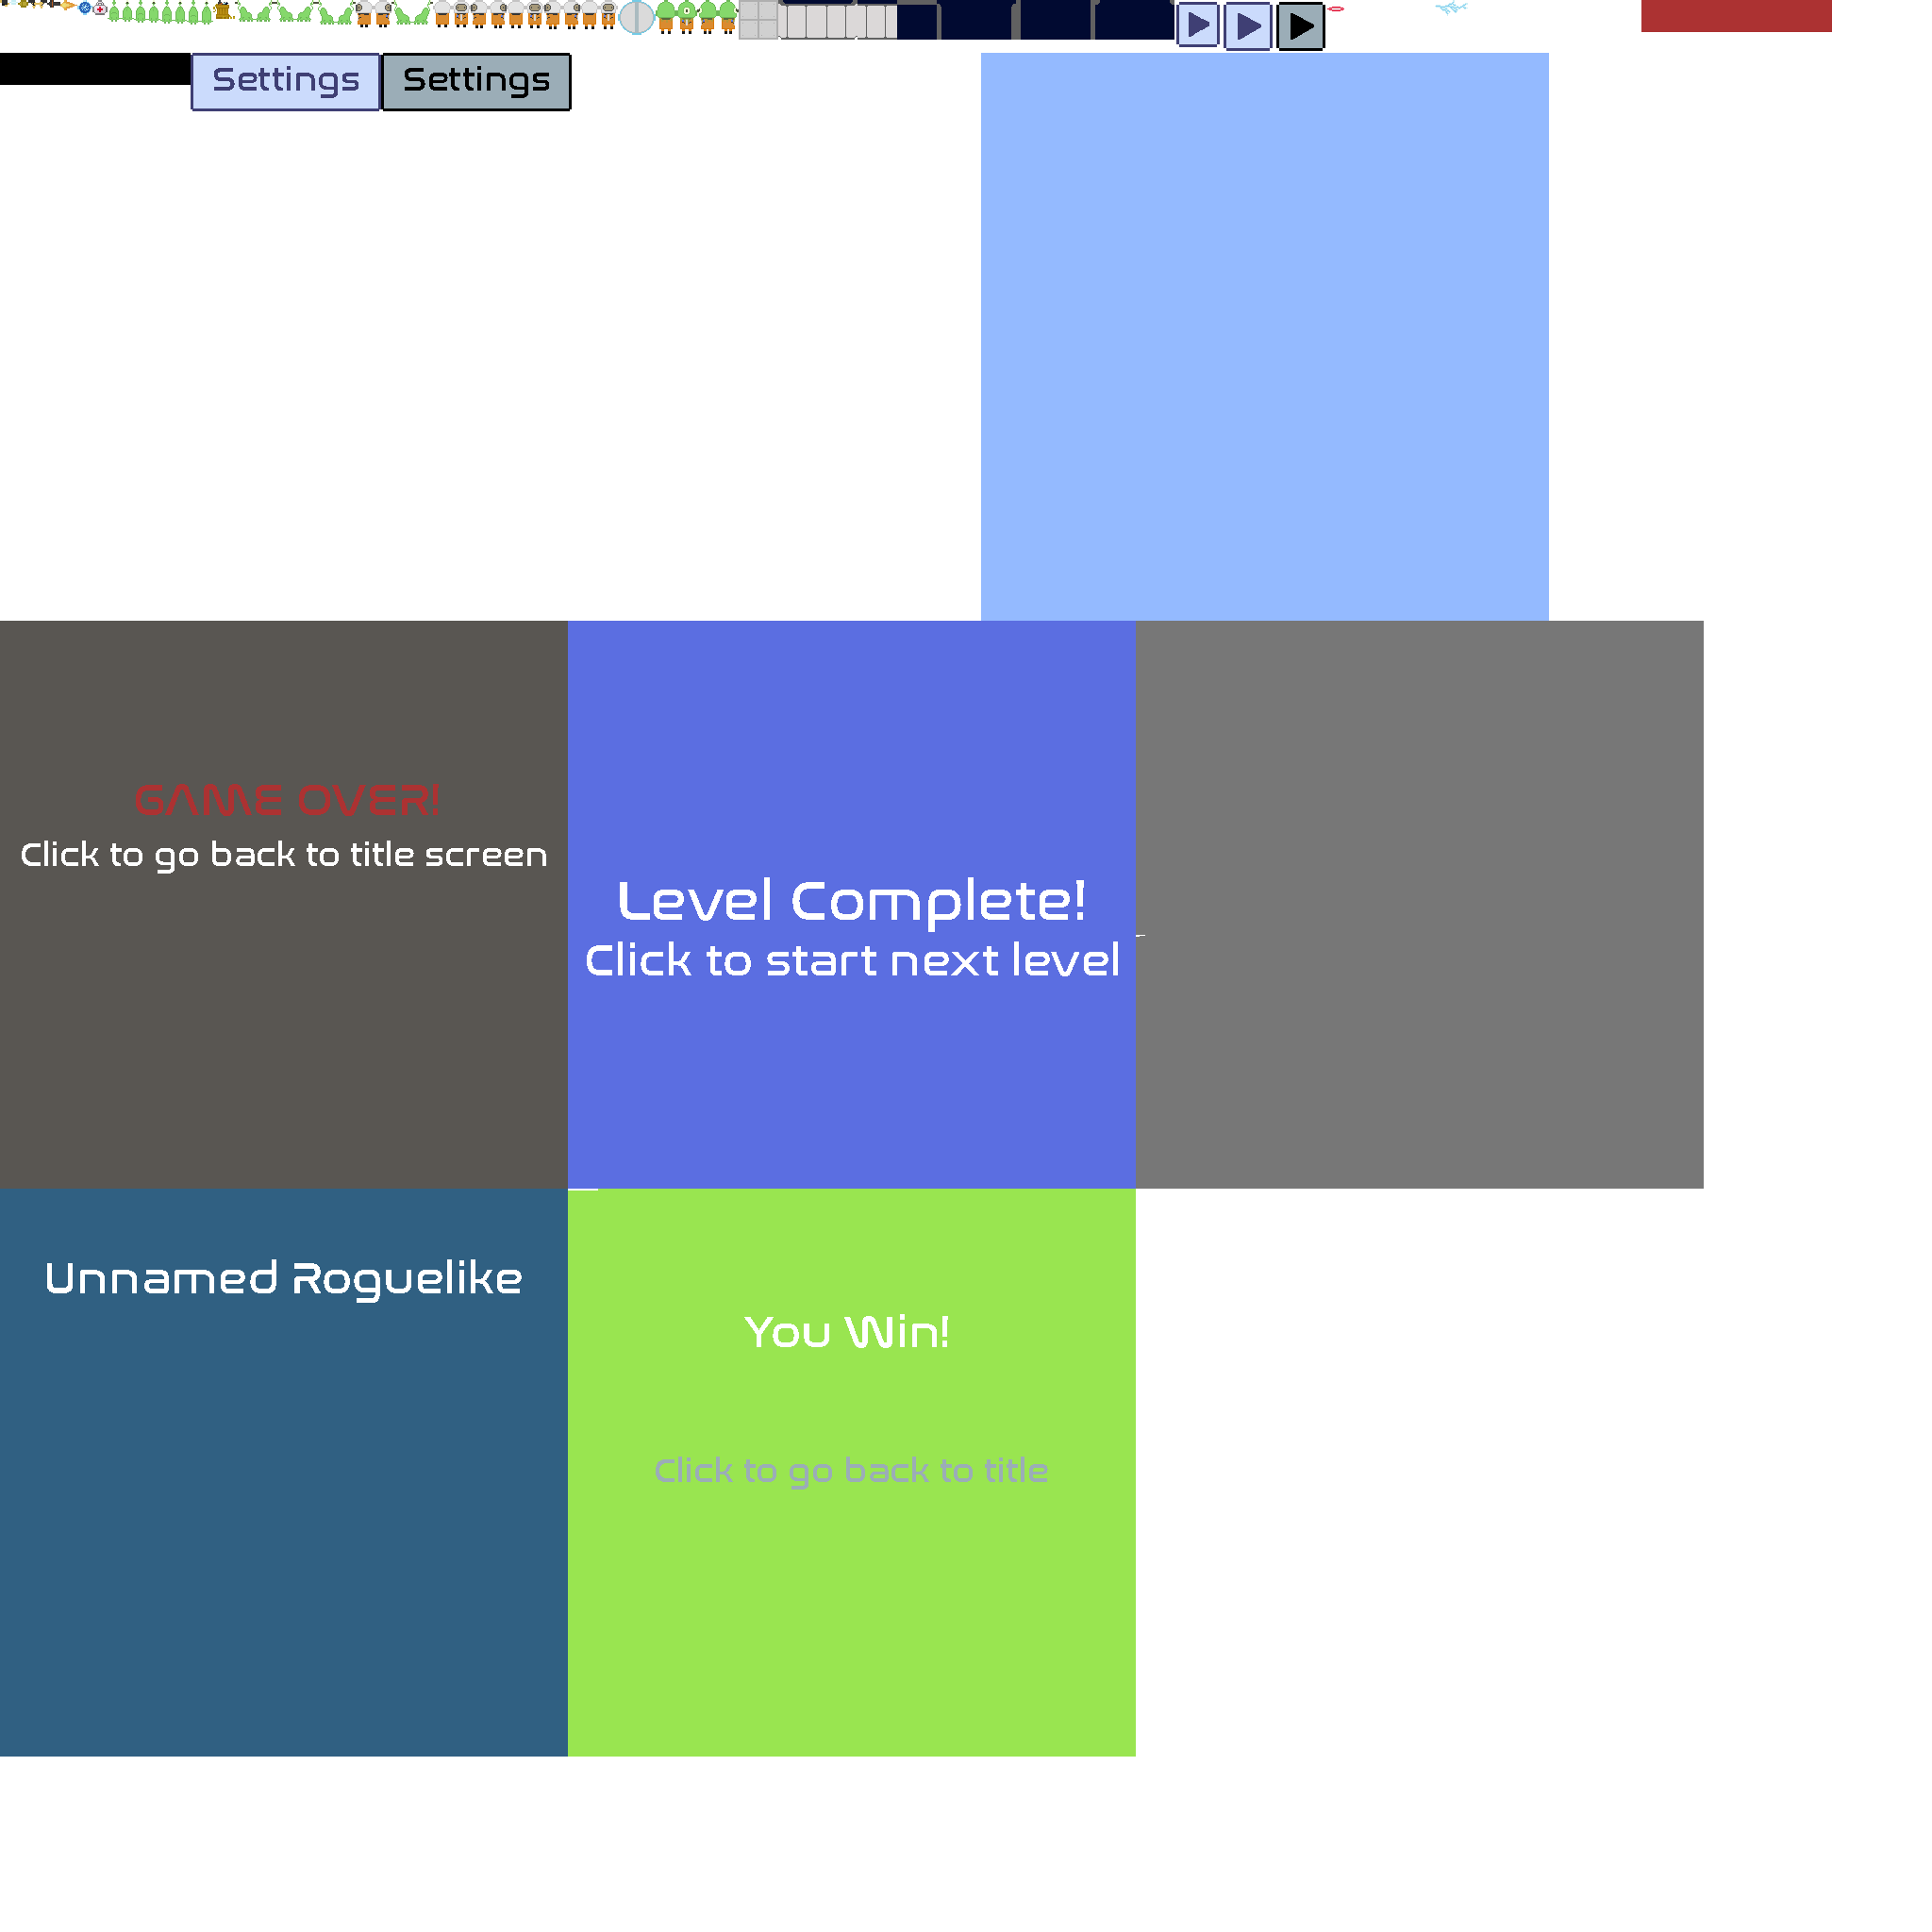 Settings
Settings
GAME OVER!
Click to go back to title screen
Level Complete!
Click to start next level
Unnamed Roguelike
You Win!
Click to go back to title